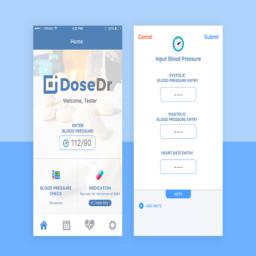 4:21 PM
Home
DoseDr
Welcome, Tester
ENTER
BLOOD PRESSURE
112/90
BLOOD PRESSURE
CHECK
MEDICATION
Tomorrow
Cancel
Submit
Input Blood Pressure
SYSTOLIC
BLOOD PRESSURE ENTRY
---
DIASTOLIC
BLOOD PRESSURE ENTRY
---
HEART RATE ENTRY
---
NOTE
ADD NOTE